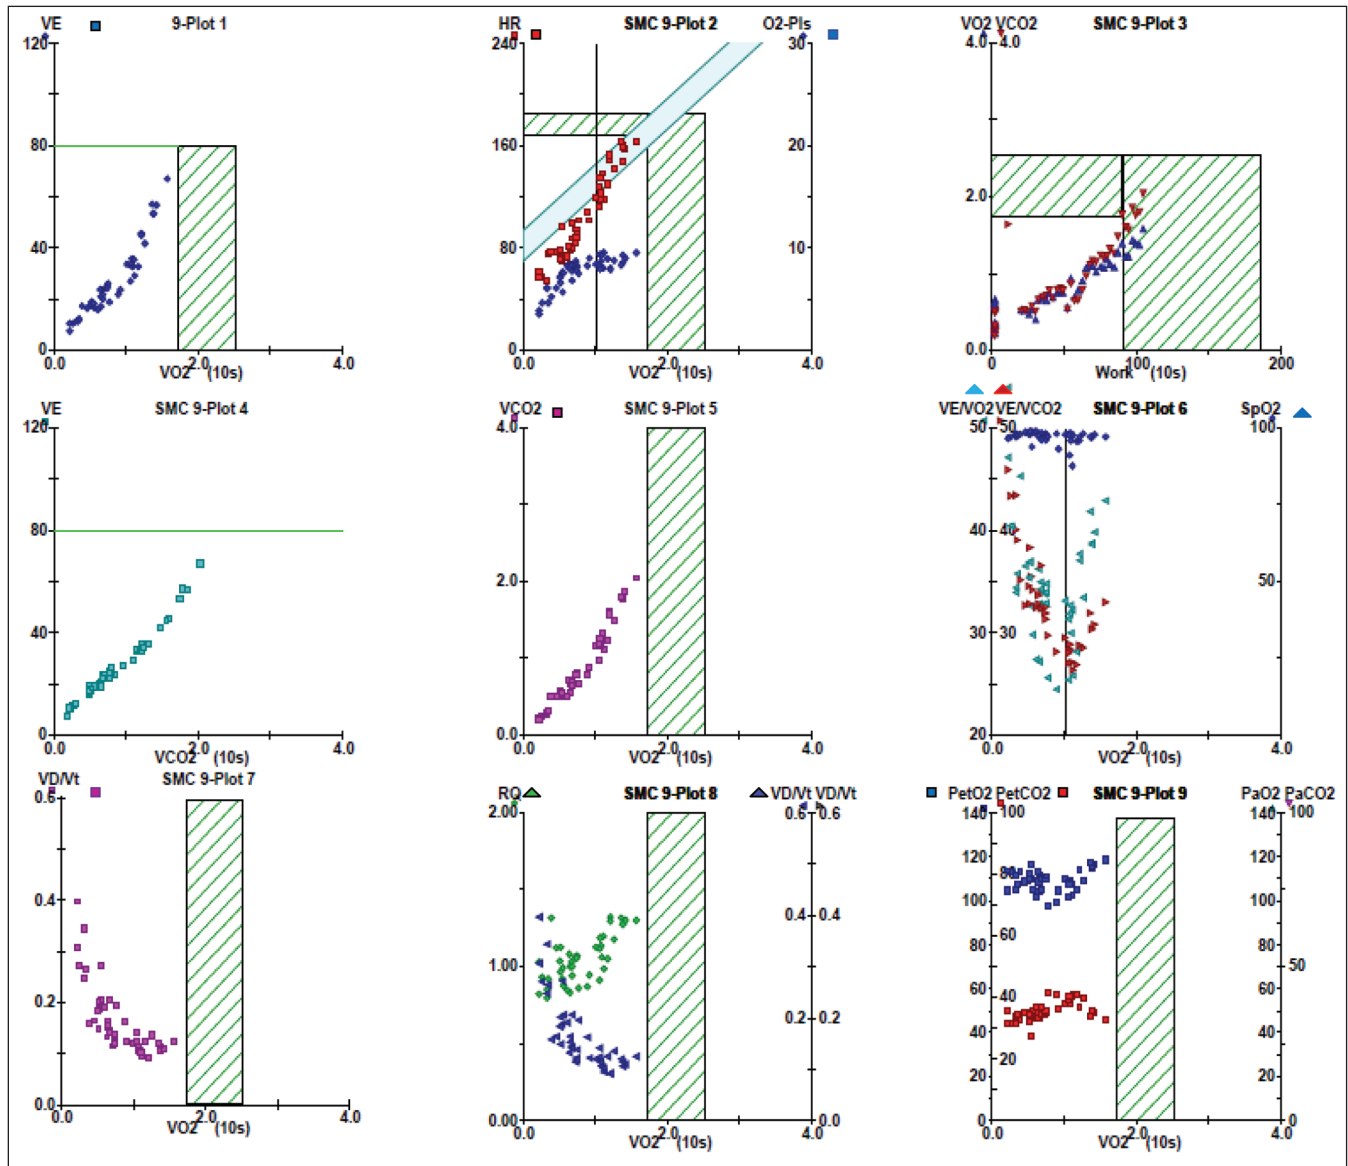 VE 9-Plot 1
120
80
40
0
0.0 2.0 4.0
VO2 (10s)
HR SMC 9-Plot 2 O2-Pls
240 30
160 20
80 10
0 0
0.0 2.0 4.0
VO2 (10s)
VO2 VCO2 SMC 9-Plot 3
4.0 4.0
2.0
0.0
0 100 200
Work (10s)
VE SMC 9-Plot 4
120
80
40
0
0.0 2.0 4.0
VCO2 (10s)
VCO2 SMC 9-Plot 5
4.0
2.0
0.0
0.0 2.0 4.0
VO2 (10s)
VE/VO2 VE/VCO2 SMC 9-Plot 6 SpO2
50 50 100
40 40 50
30 30
20 20 0
0.0 2.0 4.0
VO2 (10s)
VD/Vt SMC 9-Plot 7
0.6
0.4
0.2
0.0
0.0 2.0 4.0
VO2 (10s)
RQ SMC 9-Plot 8 VD/Vt VD/Vt
2.00 0.6 0.6
0.4 0.4
1.00
0.2 0.2
0.00 0.0 0.0
0.0 2.0 4.0
VO2 (10s)
PetO2 PetCO2 SMC 9-Plot 9 PaO2 PaCO2
140 100 140 100
120 80 120
100 100
60
80 80 50
60 40 60
40 40
20 20 20
0 0 0
0.0 2.0 4.0
VO2 (10s)